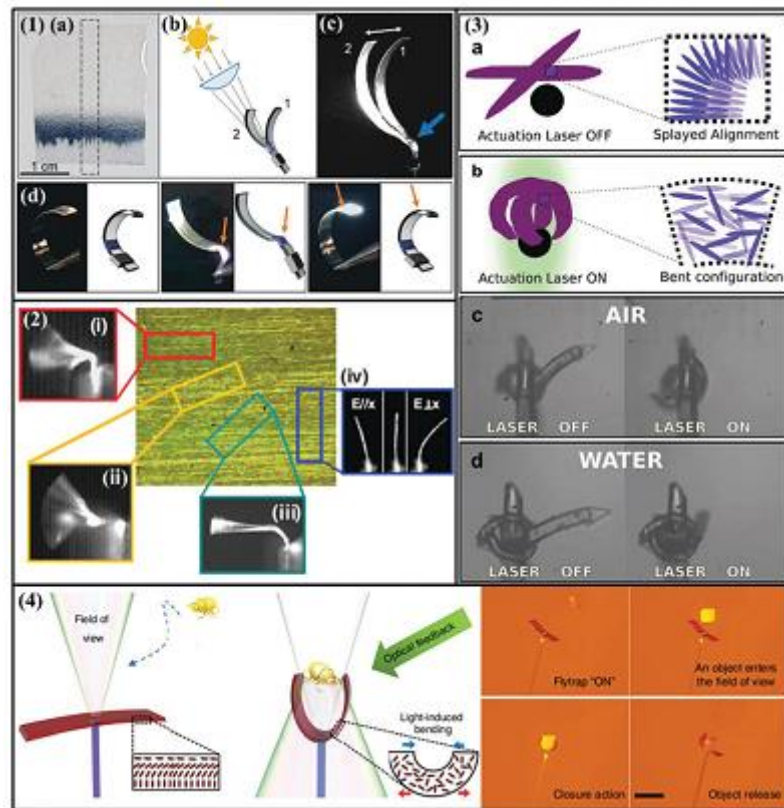 (1) (a)
1 cm
(b)
2
1
(c)
2
1
(d)
(2)
(i)
(ii)
(iii)
(iv)
E//x
E⊥x
(3)
a
Actuation Laser OFF
Splayed Alignment
b
Actuation Laser ON
Bent configuration
c
AIR
LASER OFF
LASER ON
d
WATER
LASER OFF
LASER ON
(4)
Field of
view
Optical feedback
Light-induced
bending
Flytrap "ON"
An object enters
the field of view
Closure action
Object release